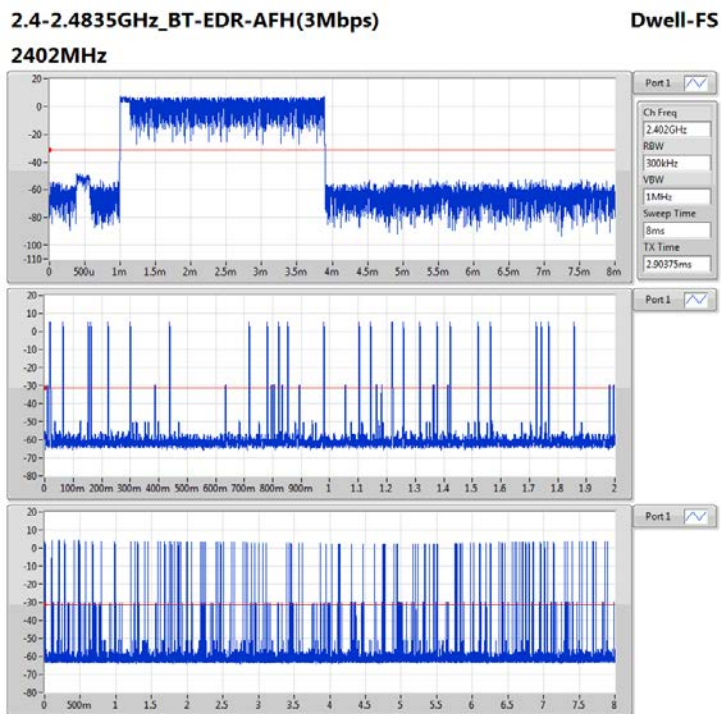 2.4-2.4835GHz_BT-EDR-AFH(3Mbps) Dwell-FS
2402MHz
Port 1
20
0
-20
-40
-60
-80
-100
-110
0 500u 1m 1.5m 2m 2.5m 3m 3.5m 4m 4.5m 5m 5.5m 6m 6.5m 7m 7.5m 8m
Ch Freq
2.402GHz
RBW
300kHz
VBW
1MHz
Sweep Time
8ms
TX Time
2.90375ms
Port 1
20
10
0
-10
-20
-30
-40
-50
-60
-70
-80
0 100m 200m 300m 400m 500m 600m 700m 800m 900m 1 1.1 1.2 1.3 1.4 1.5 1.6 1.7 1.8 1.9 2
Port 1
20
10
0
-10
-20
-30
-40
-50
-60
-70
-80
0 500m 1 1.5 2 2.5 3 3.5 4 4.5 5 5.5 6 6.5 7 7.5 8